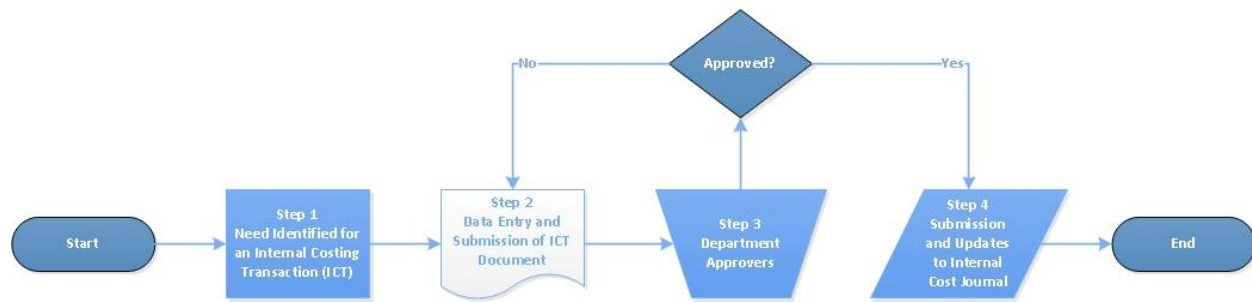 Approved?
No
Yes
Start
Step 1
Need Identified for
an Internal Costing
Transaction (ICT)
Step 2
Data Entry and
Submission of ICT
Document
Step 3
Department
Approvers
Step 4
Submission
and Updates
to Internal
Cost Journal
End